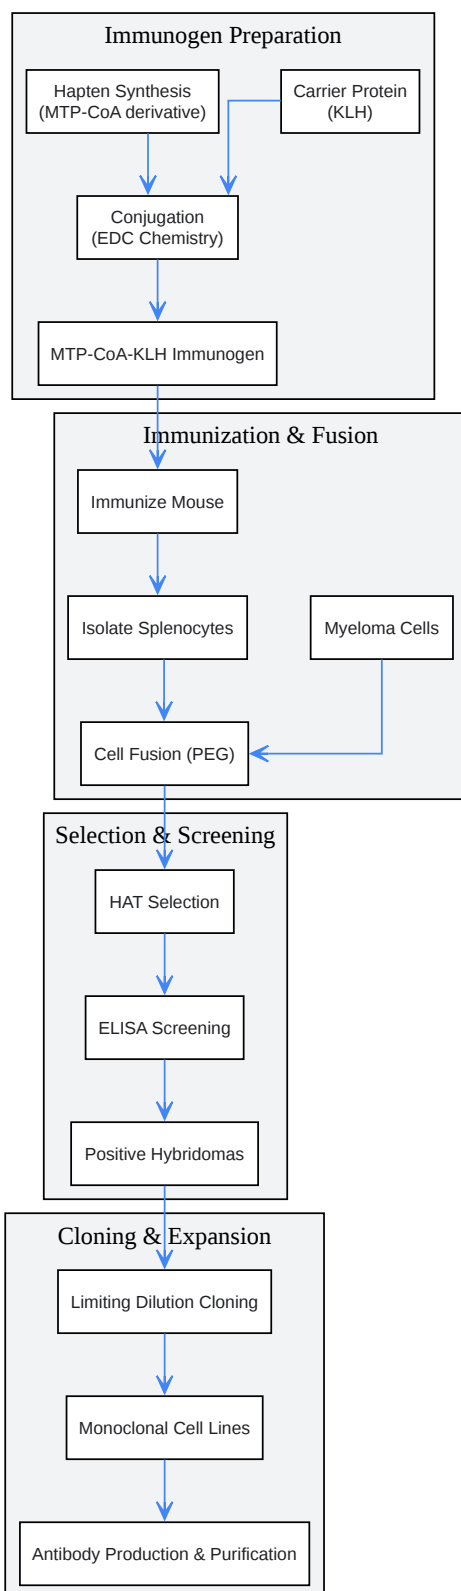 Immunogen Preparation
Hapten Synthesis
(MTP-CoA derivative)
Carrier Protein
(KLH)
Conjugation
(EDC Chemistry)
MTP-CoA-KLH Immunogen
Immunization & Fusion
Immunize Mouse
Isolate Splenocytes
Myeloma Cells
Cell Fusion (PEG)
Selection & Screening
HAT Selection
ELISA Screening
Positive Hybridomas
Cloning & Expansion
Limiting Dilution Cloning
Monoclonal Cell Lines
Antibody Production & Purification